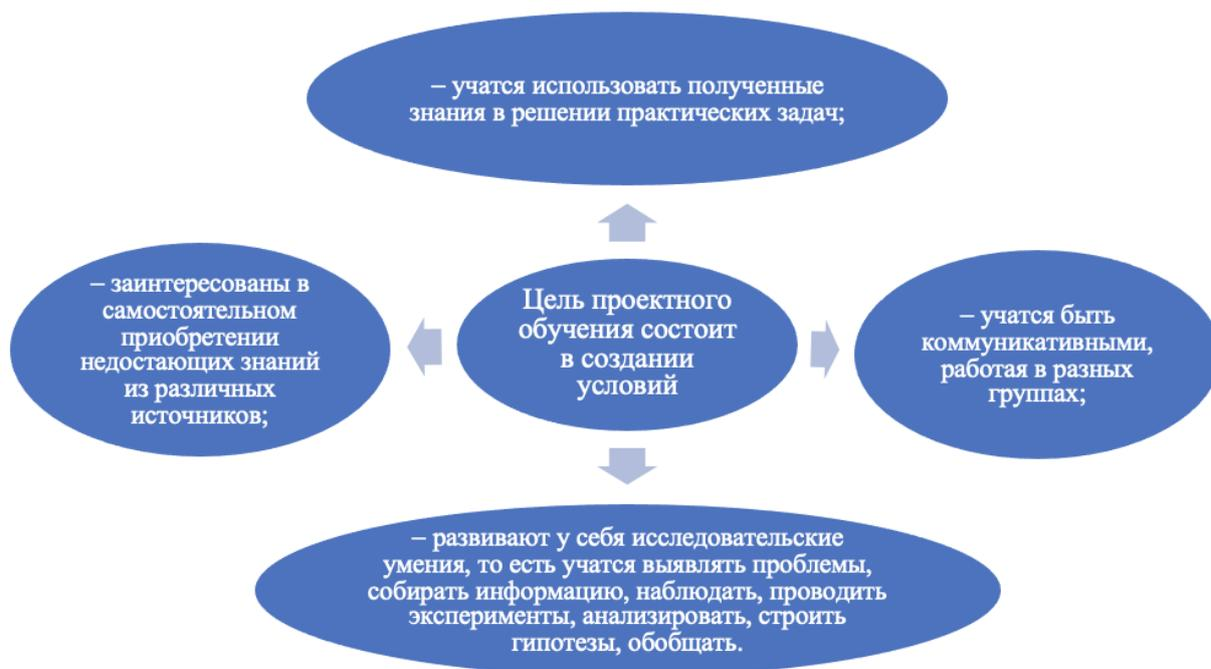 – учатся использовать полученные
знания в решении практических задач;
– заинтересованы в
самостоятельном
приобретении
недостающих знаний
из различных
источников;
Цель проектного
обучения состоит
в создании
условий
– учатся быть
коммуникативными,
работая в разных
группах;
– развивают у себя исследовательские
умения, то есть учатся выявлять проблемы,
собирать информацию, наблюдать, проводить
эксперименты, анализировать, строить
гипотезы, обобщать.